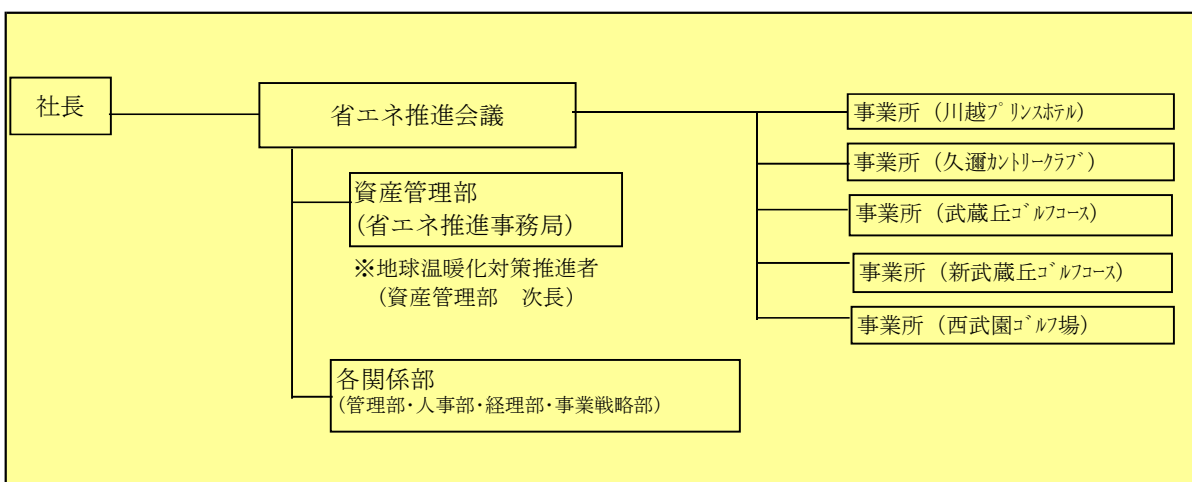 社長
省エネ推進会議
資産管理部
(省エネ推進事務局)
※地球温暖化対策推進者
(資産管理部　次長)
各関係部
(管理部・人事部・経理部・事業戦略部)
事業所（川越ﾌﾟﾘﾝｽﾎﾃﾙ）
事業所（久邇ｶﾝﾄﾘｰｸﾗﾌﾞ）
事業所（武蔵丘ｺﾞﾙﾌｺｰｽ）
事業所（新武蔵丘ｺﾞﾙﾌｺｰｽ）
事業所（西武園ｺﾞﾙﾌ場）